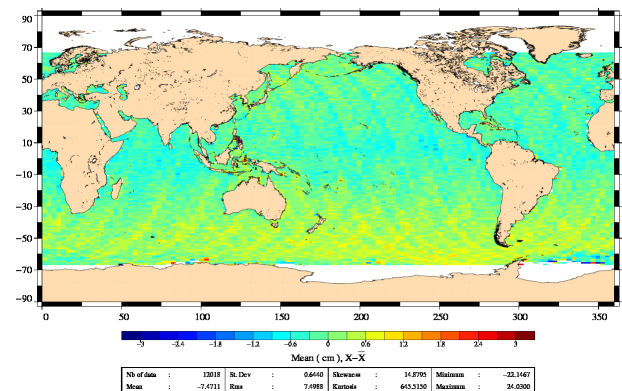 90
70
50
30
10
−10
−30
−50
−70
−90
0 50 100 150 200 250 300 350
−3 −2.4 −1.8 −1.2 −0.6 0 0.6 1.2 1.8 2.4 3
Mean ( cm ), X−X̄
Nb of data : 12018 St. Dev 0.6440 Skewness : 14.8795 Minimum : −22.1467
Mean : −7.4711 Rms : 7.4988 Kurtosis : 643.5150 Maximum : 24.0300